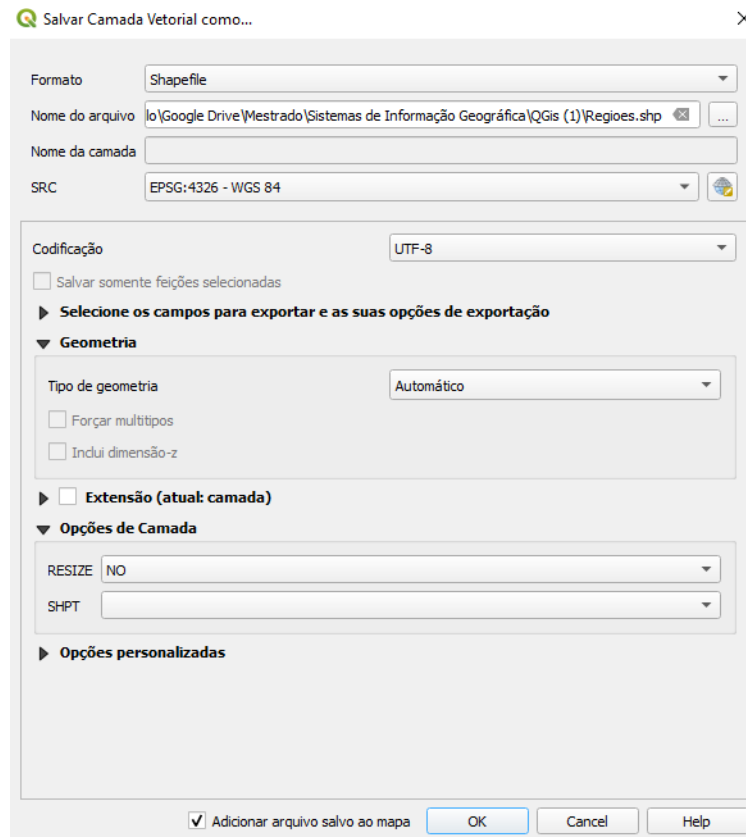 Salvar Camada Vetorial como...
Formato Shapefile
Nome do arquivo lo\Google Drive\Mestrado\Sistemas de Informação Geográfica\QGis (1)\Regioes.shp ...
Nome da camada
SRC EPSG:4326 - WGS 84
Codificação UTF-8
Salvar somente feições selecionadas
Selecione os campos para exportar e as suas opções de exportação
Geometria
Tipo de geometria Automático
Forçar multitipos
Inclui dimensão-z
Extensão (atual: camada)
Opções de Camada
RESIZE NO
SHPT
Opções personalizadas
Adicionar arquivo salvo ao mapa OK Cancel Help